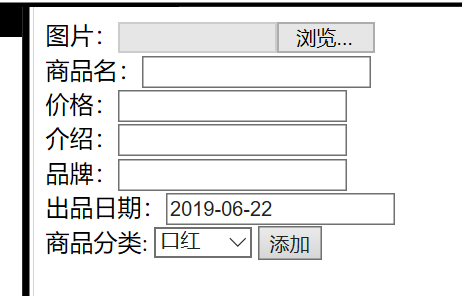 图片： 浏览...
商品名：
价格：
介绍：
品牌：
出品日期： 2019-06-22
商品分类: 口红 添加